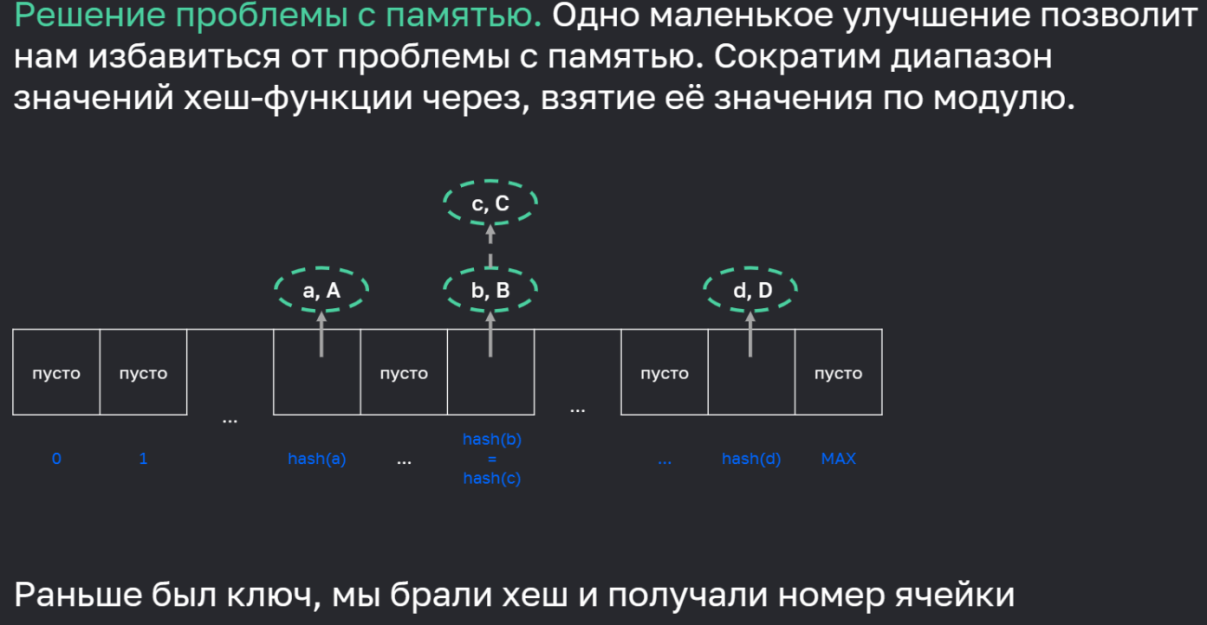 Решение проблемы с памятью. Одно маленькое улучшение позволит
нам избавиться от проблемы с памятью. Сократим диапазон
значений хеш-функции через, взятие её значения по модулю.
c, C
a, A
b, B
d, D
пусто
пусто
...
пусто
...
пусто
пусто
0
1
hash(a)
...
hash(b)
=
hash(c)
...
hash(d)
MAX
Раньше был ключ, мы брали хеш и получали номер ячейки